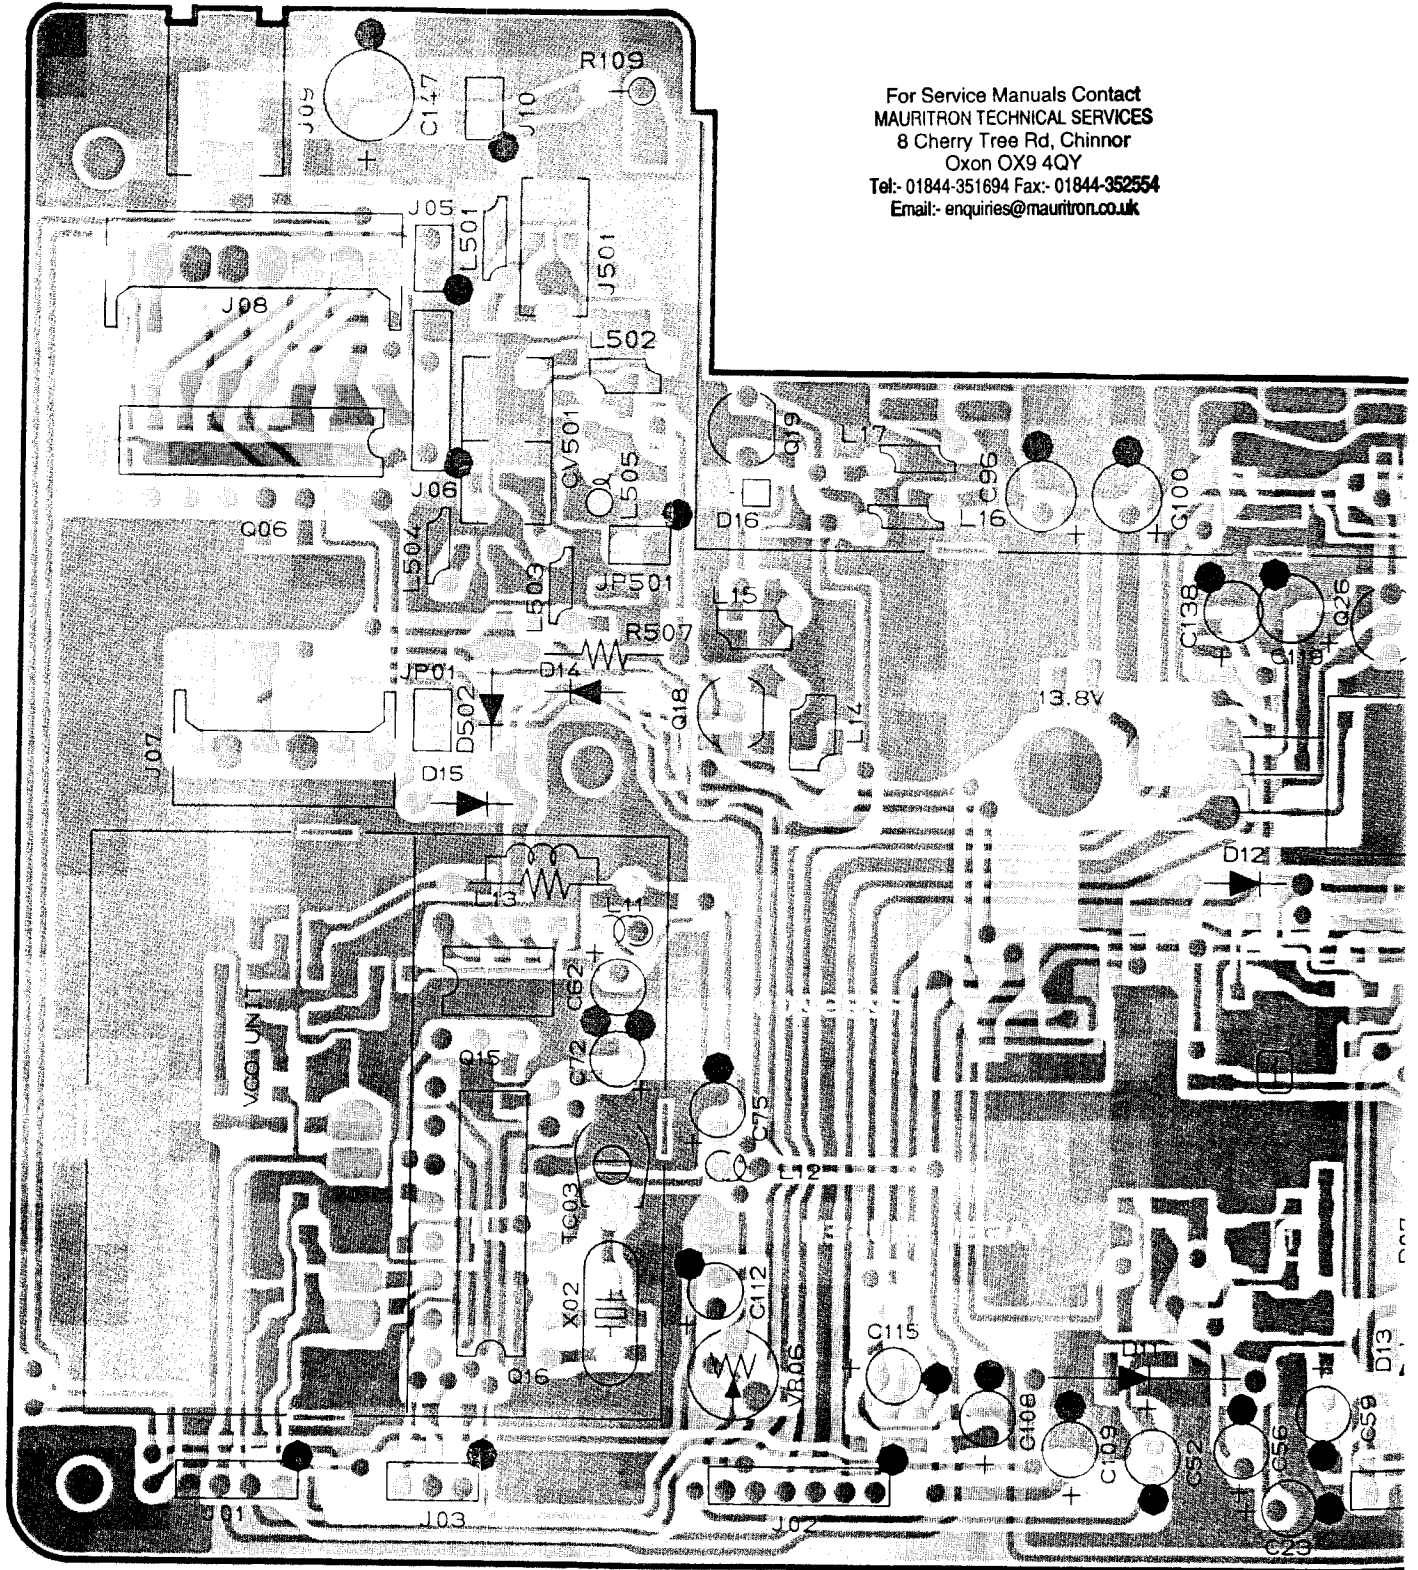 R109
J09
C147
J10
For Service Manuals Contact
MAURITRON TECHNICAL SERVICES
8 Cherry Tree Rd, Chinnor
Oxon OX9 4QY
Tel:- 01844-351694 Fax:- 01844-352554
Email:- enquiries@mauritron.co.uk
J05
L501
J501
J08
L502
Q19
L17
CV501
L505
C96
C100
J06
D16
L16
Q06
L504
L503
JP501
L15
C138
Q26
R507
C119
JP01
D14
D502
Q18
13.8V
L14
J07
D15
D12
L13
L11
C62
VCO UNIT
Q15
C72
C75
L12
TC03
X02
C112
C115
D11
D13
Q16
VR06
C108
C109
C52
C56
C59
J01
J03
J02
C23